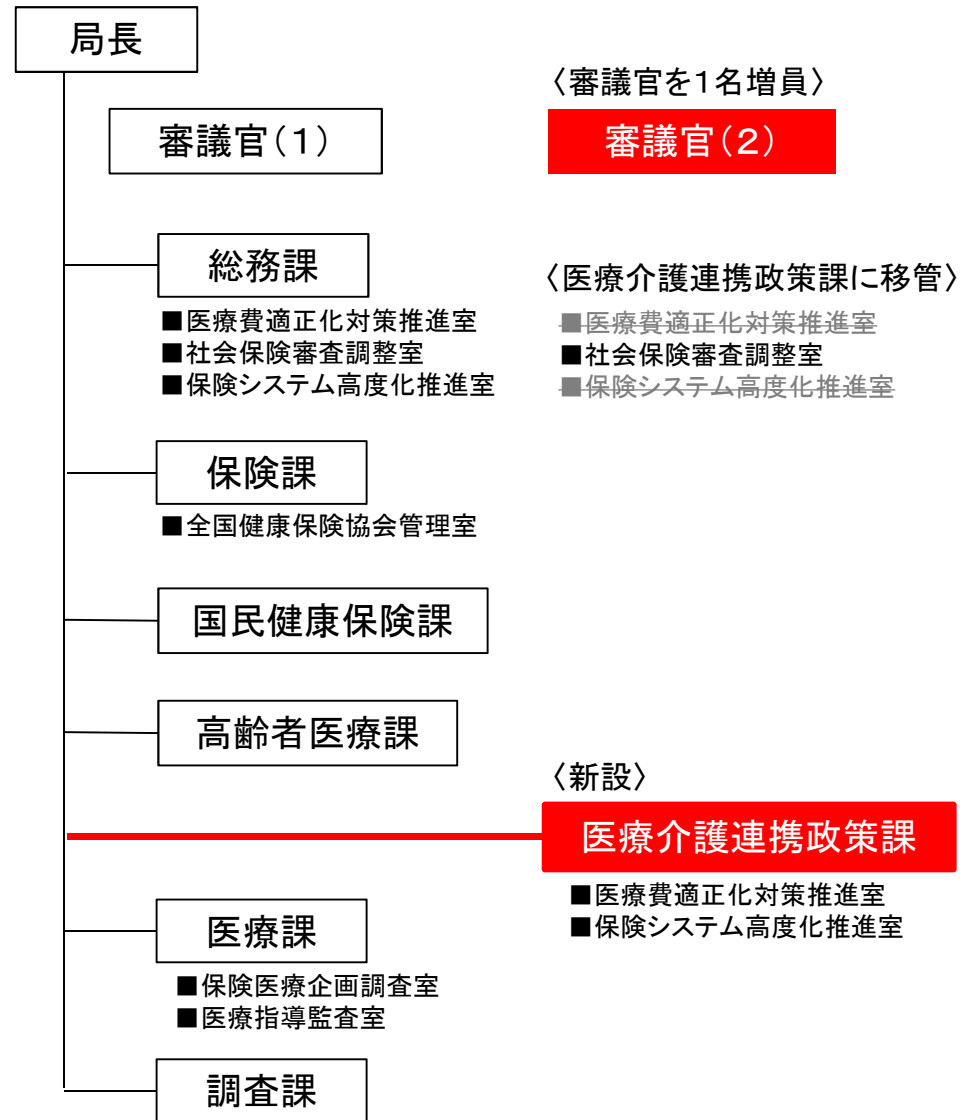 局長
〈審議官を1名増員〉
審議官(1)
審議官(2)
総務課
〈医療介護連携政策課に移管〉
■医療費適正化対策推進室
■社会保険審査調整室
■保険システム高度化推進室
■医療費適正化対策推進室
■社会保険審査調整室
■保険システム高度化推進室
保険課
■全国健康保険協会管理室
国民健康保険課
高齢者医療課
〈新設〉
医療介護連携政策課
■医療費適正化対策推進室
■保険システム高度化推進室
医療課
■保険医療企画調査室
■医療指導監査室
調査課